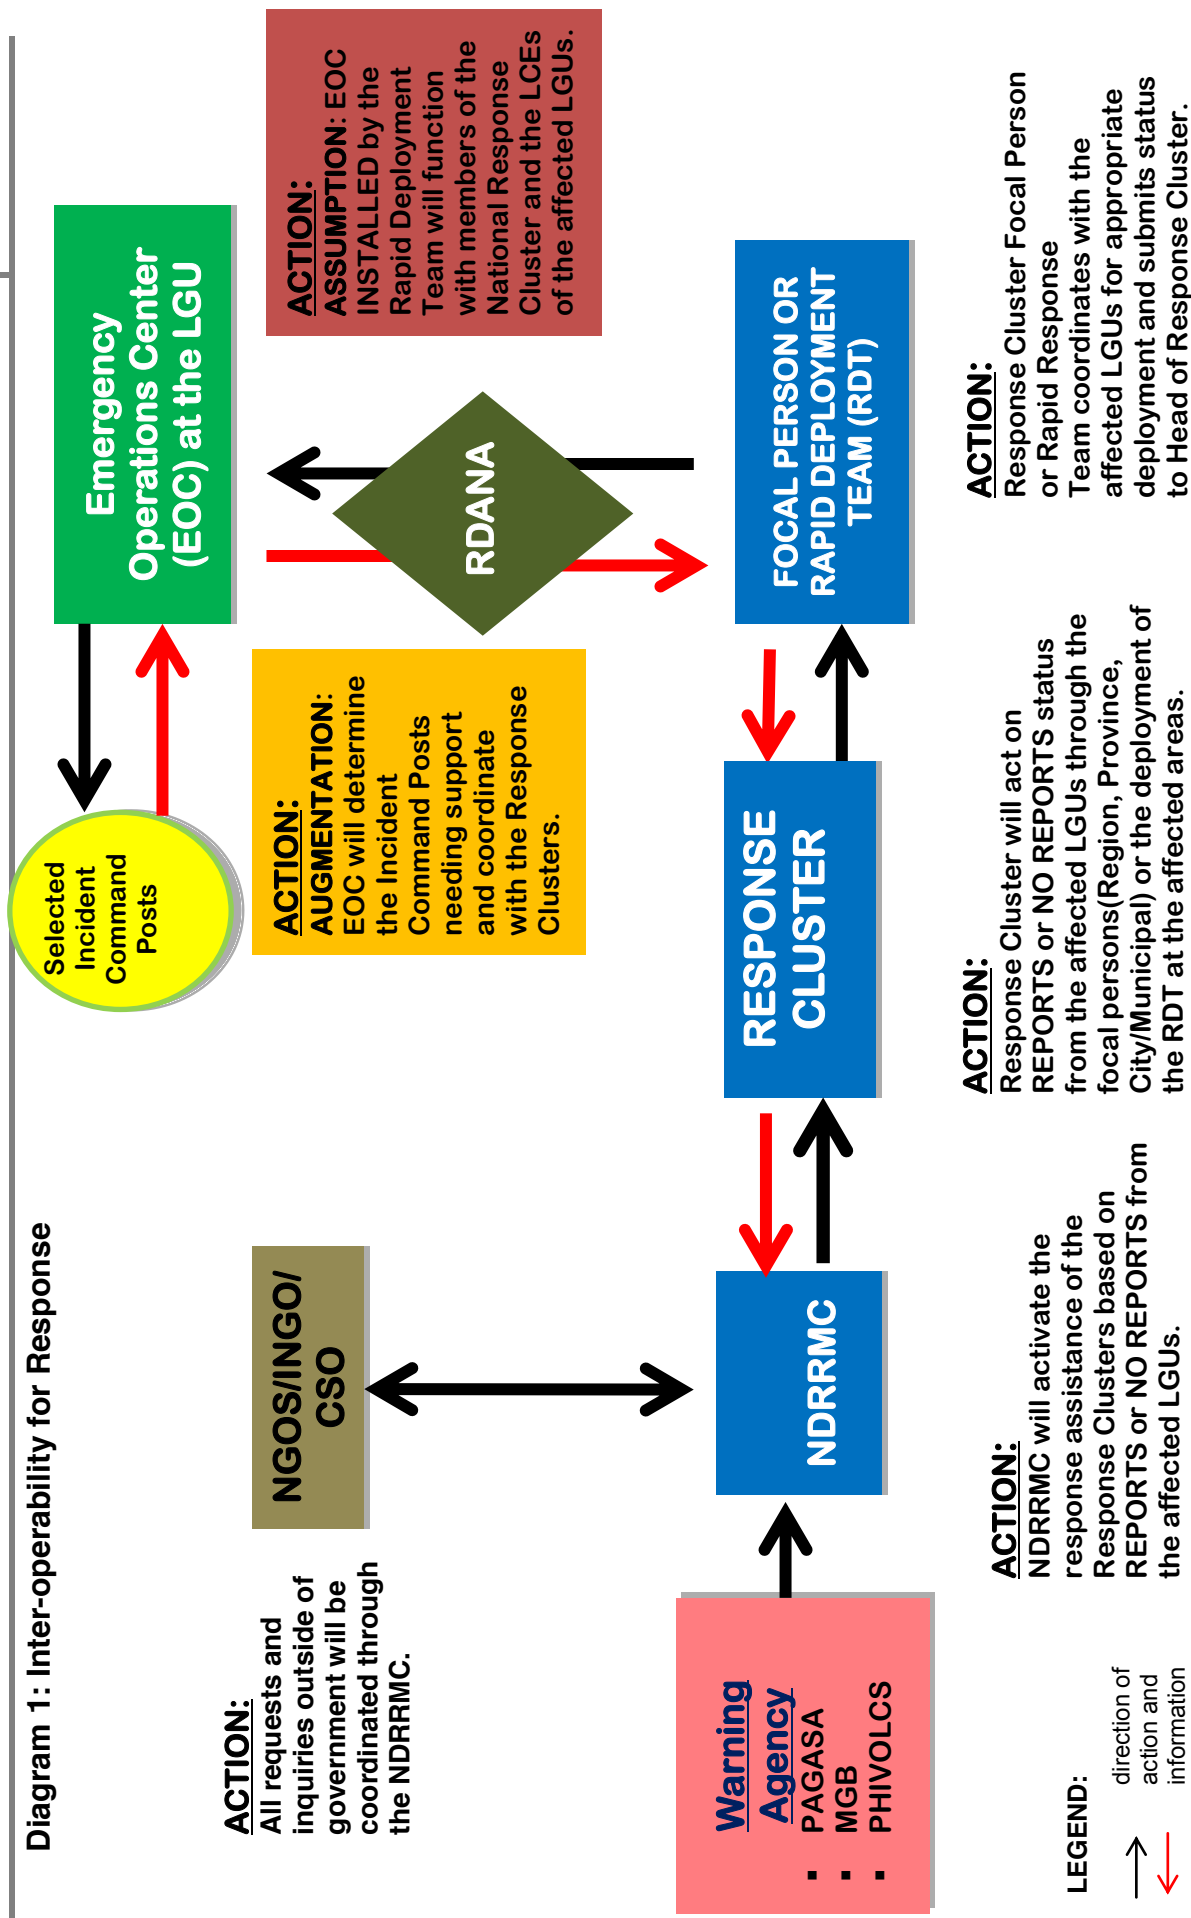 Diagram 1: Inter-operability for Response
ACTION:
All requests and
inquiries outside of
government will be
coordinated through
the NDRRMC.
NGOS/INGO/
CSO
Selected
Incident
Command
Posts
Emergency
Operations Center
(EOC) at the LGU
ACTION:
AUGMENTATION:
EOC will determine
the Incident
Command Posts
needing support
and coordinate
with the Response
Clusters.
RDANA
ACTION:
ASSUMPTION: EOC
INSTALLED by the
Rapid Deployment
Team will function
with members of the
National Response
Cluster and the LCEs
of the affected LGUs.
Warning
Agency
▪ PAGASA
▪ MGB
▪ PHIVOLCS
NDRRMC
RESPONSE
CLUSTER
FOCAL PERSON OR
RAPID DEPLOYMENT
TEAM (RDT)
ACTION:
NDRRMC will activate the
response assistance of the
Response Clusters based on
REPORTS or NO REPORTS from
the affected LGUs.
ACTION:
Response Cluster will act on
REPORTS or NO REPORTS status
from the affected LGUs through the
focal persons(Region, Province,
City/Municipal) or the deployment of
the RDT at the affected areas.
ACTION:
Response Cluster Focal Person
or Rapid Response
Team coordinates with the
affected LGUs for appropriate
deployment and submits status
to Head of Response Cluster.
LEGEND:
direction of
action and
information